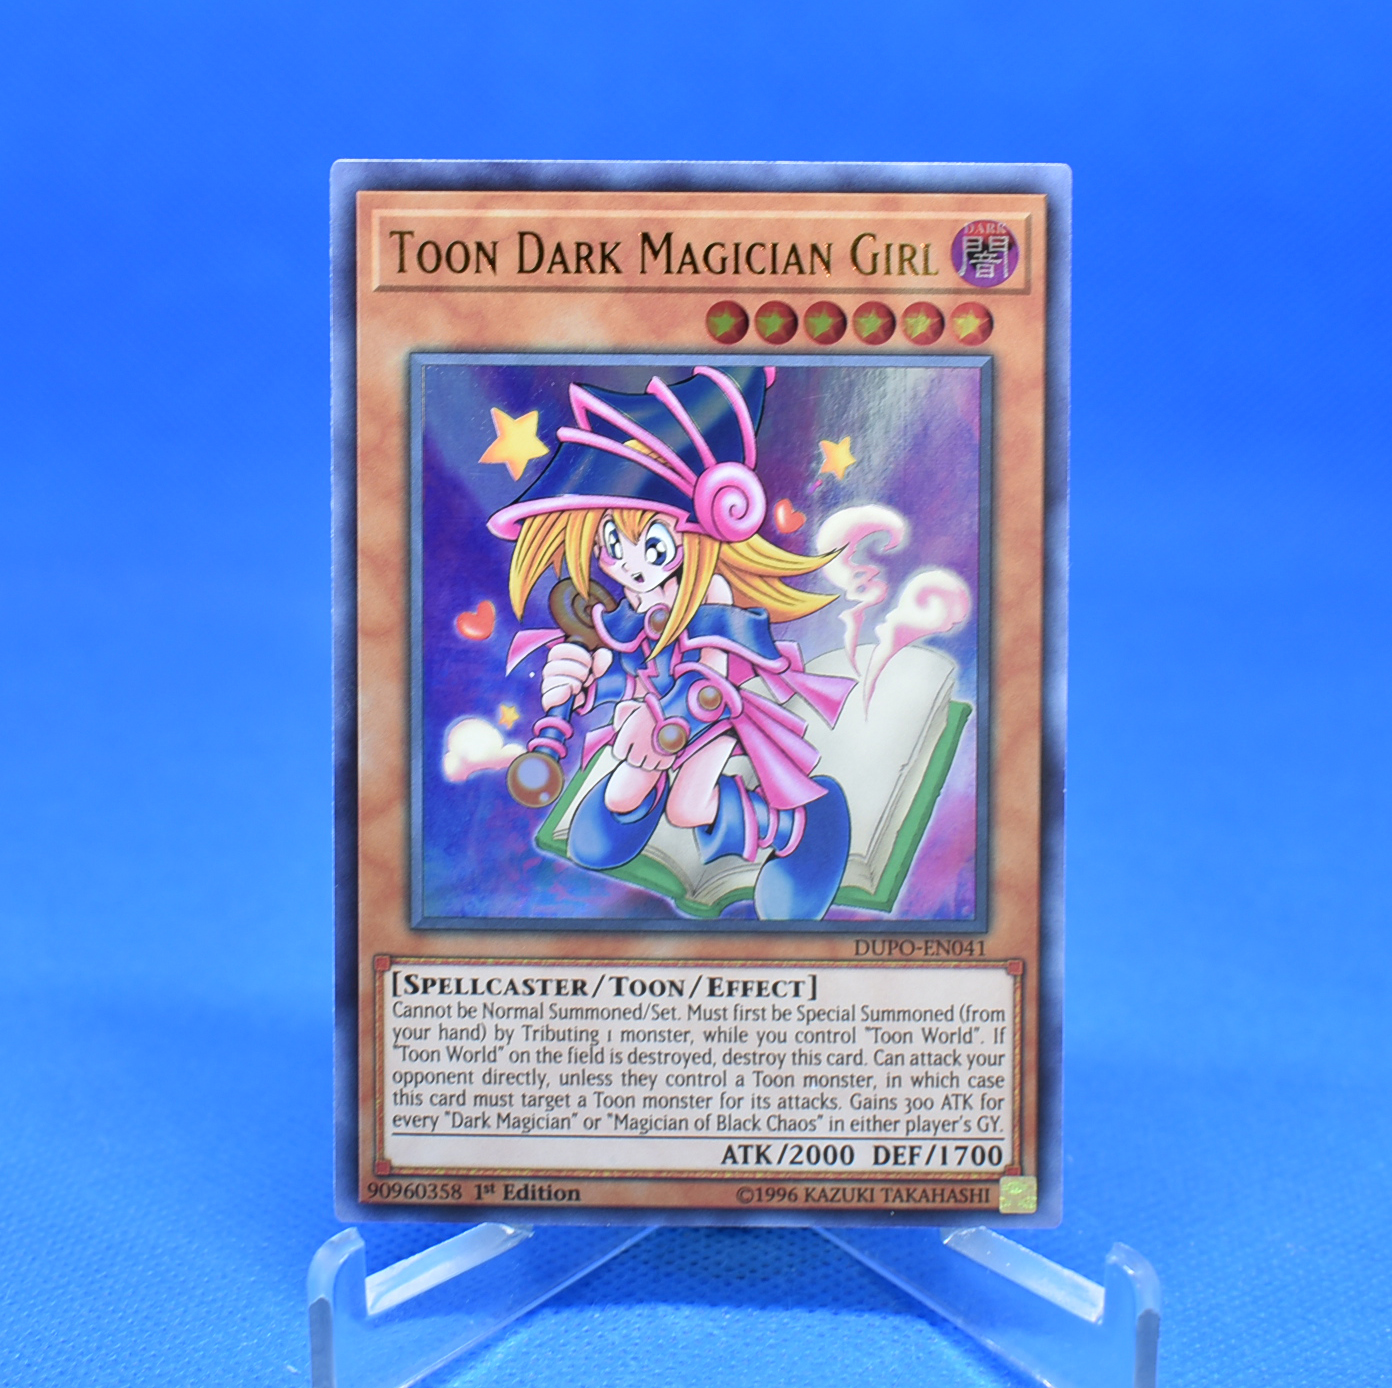 Toon Dark Magician Girl
DARK
闇
DUPO-EN041
[Spellcaster/Toon/Effect]
Cannot be Normal Summoned/Set. Must first be Special Summoned (from
your hand) by Tributing 1 monster, while you control "Toon World". If
"Toon World" on the field is destroyed, destroy this card. Can attack your
opponent directly, unless they control a Toon monster, in which case
this card must target a Toon monster for its attacks. Gains 300 ATK for
every "Dark Magician" or "Magician of Black Chaos" in either player's GY.
ATK/2000 DEF/1700
90960358 1st Edition
©1996 KAZUKI TAKAHASHI